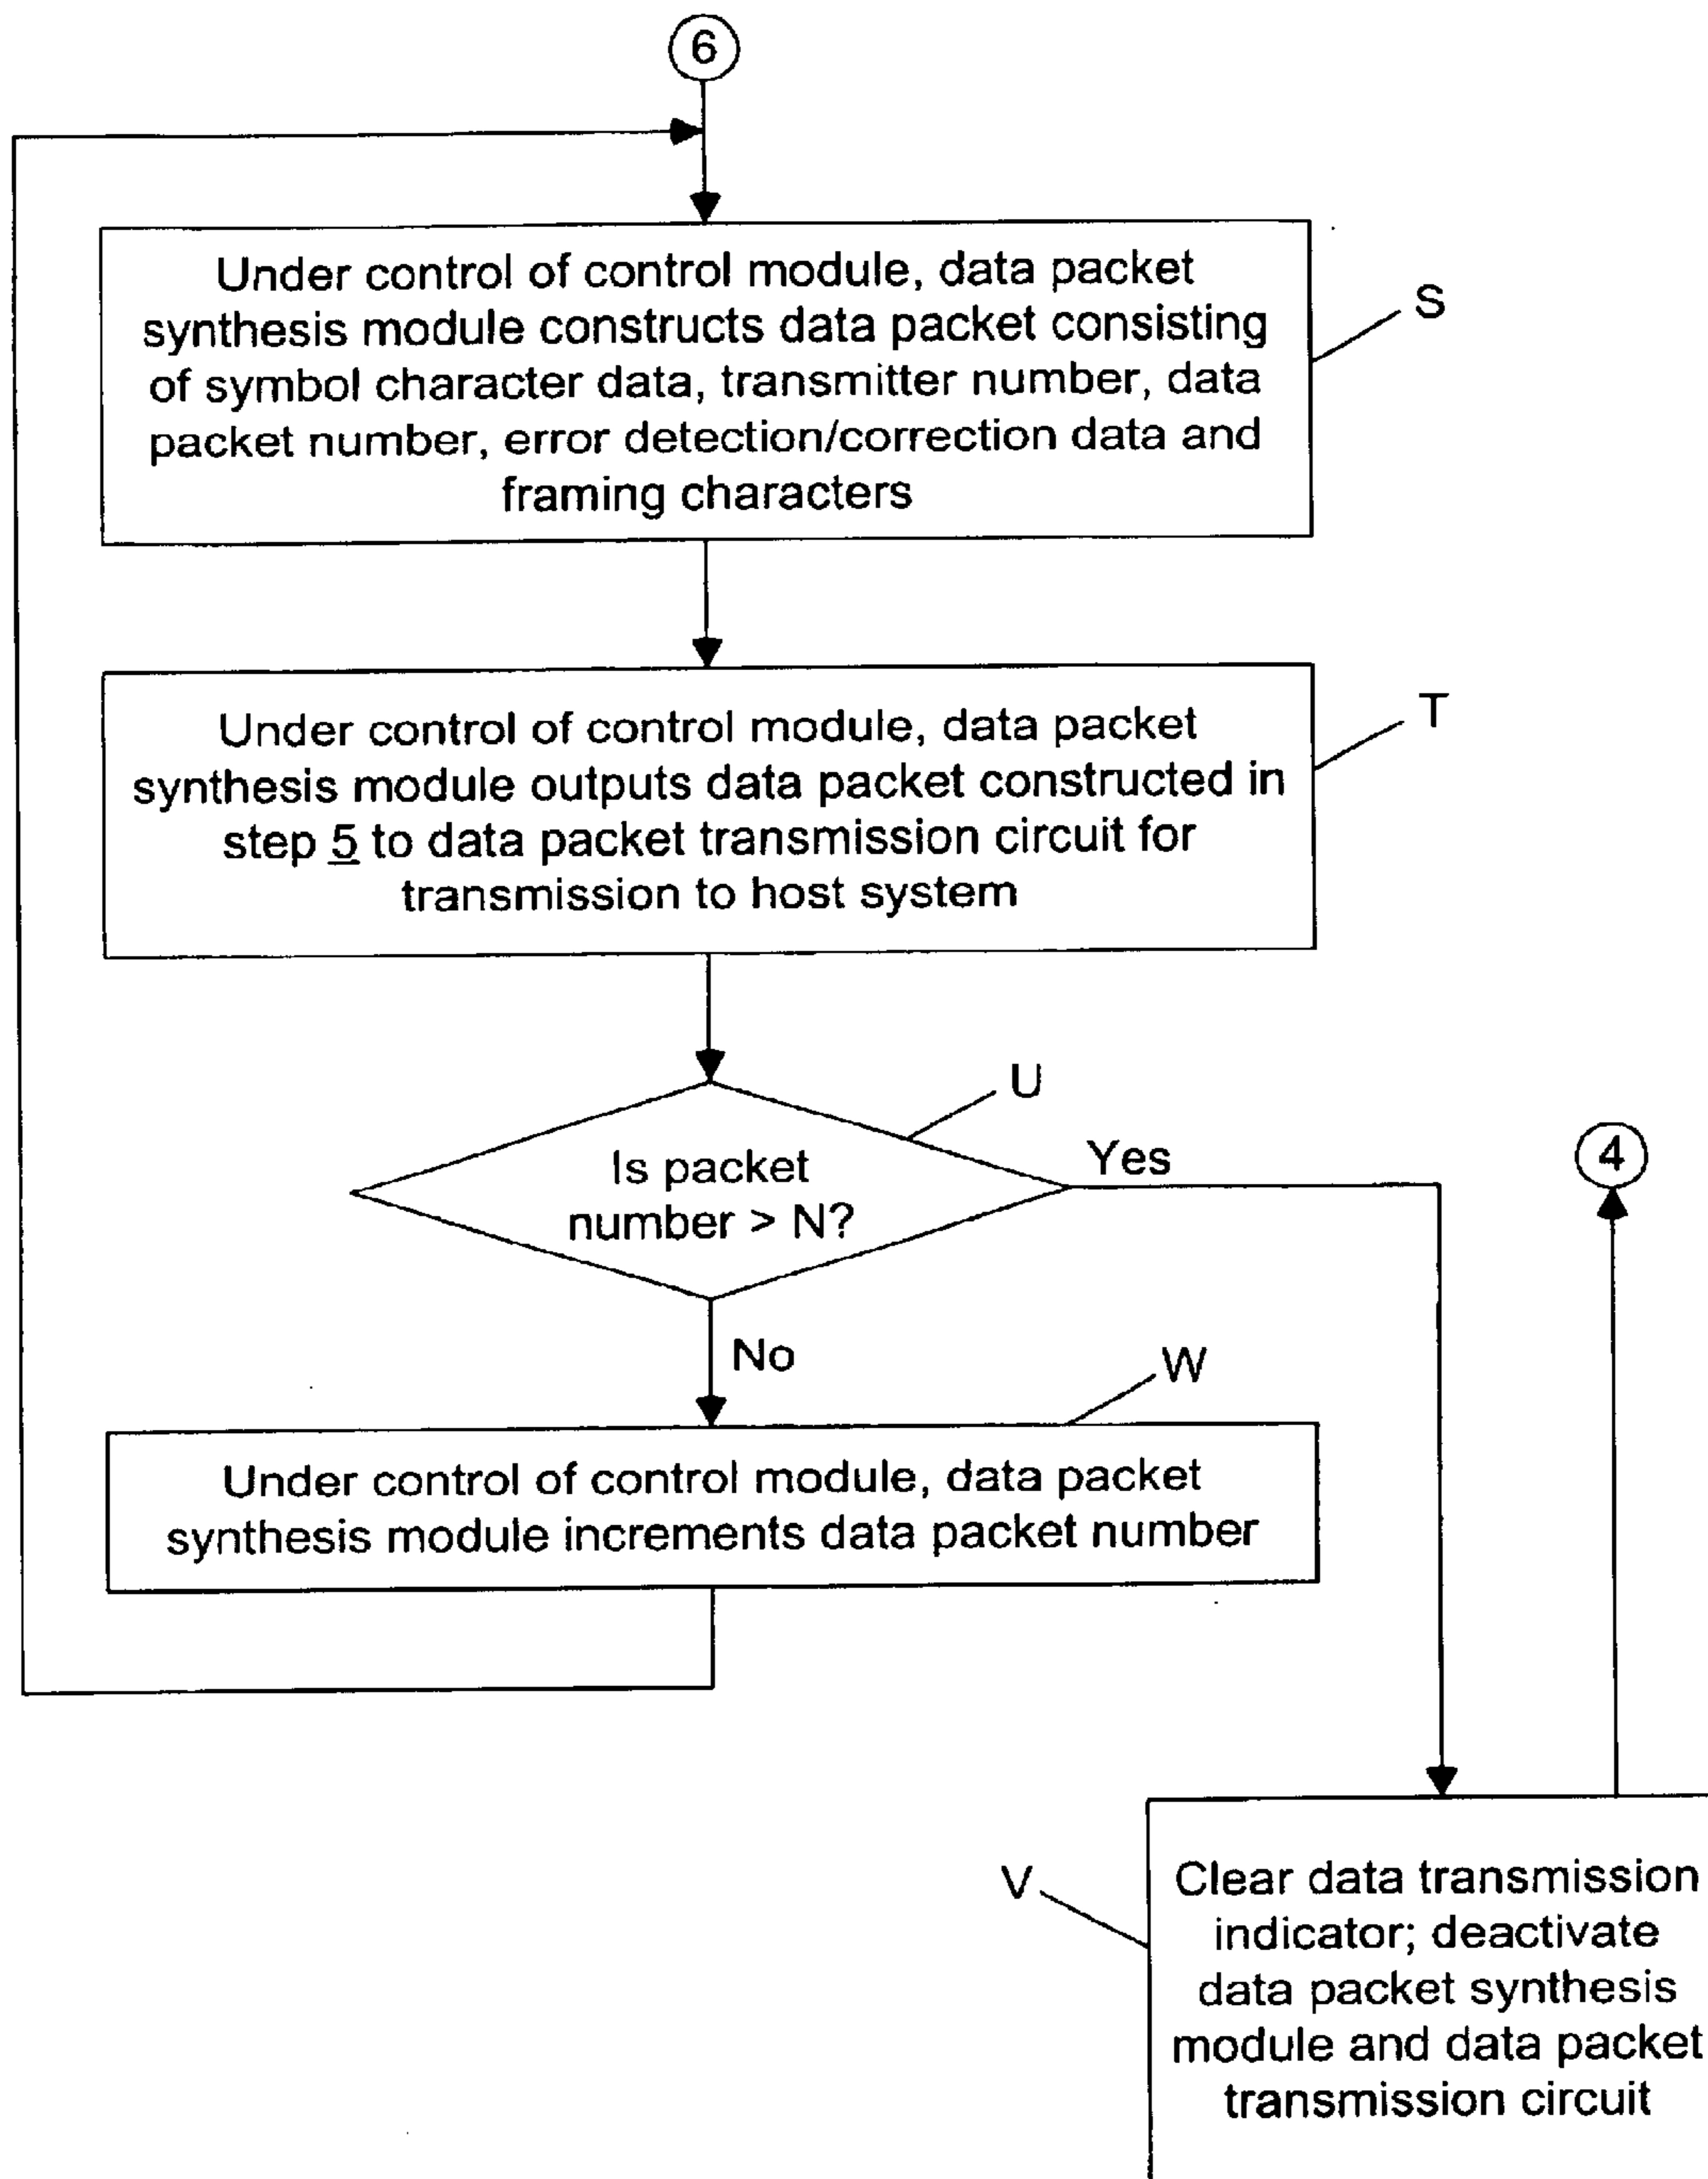 6
Under control of control module, data packet
synthesis module constructs data packet consisting
of symbol character data, transmitter number, data
packet number, error detection/correction data and
framing characters
S
Under control of control module, data packet
synthesis module outputs data packet constructed in
step 5 to data packet transmission circuit for
transmission to host system
T
Is packet
number > N?
U
Yes
4
No
W
Under control of control module, data packet
synthesis module increments data packet number
V
Clear data transmission
indicator; deactivate
data packet synthesis
module and data packet
transmission circuit